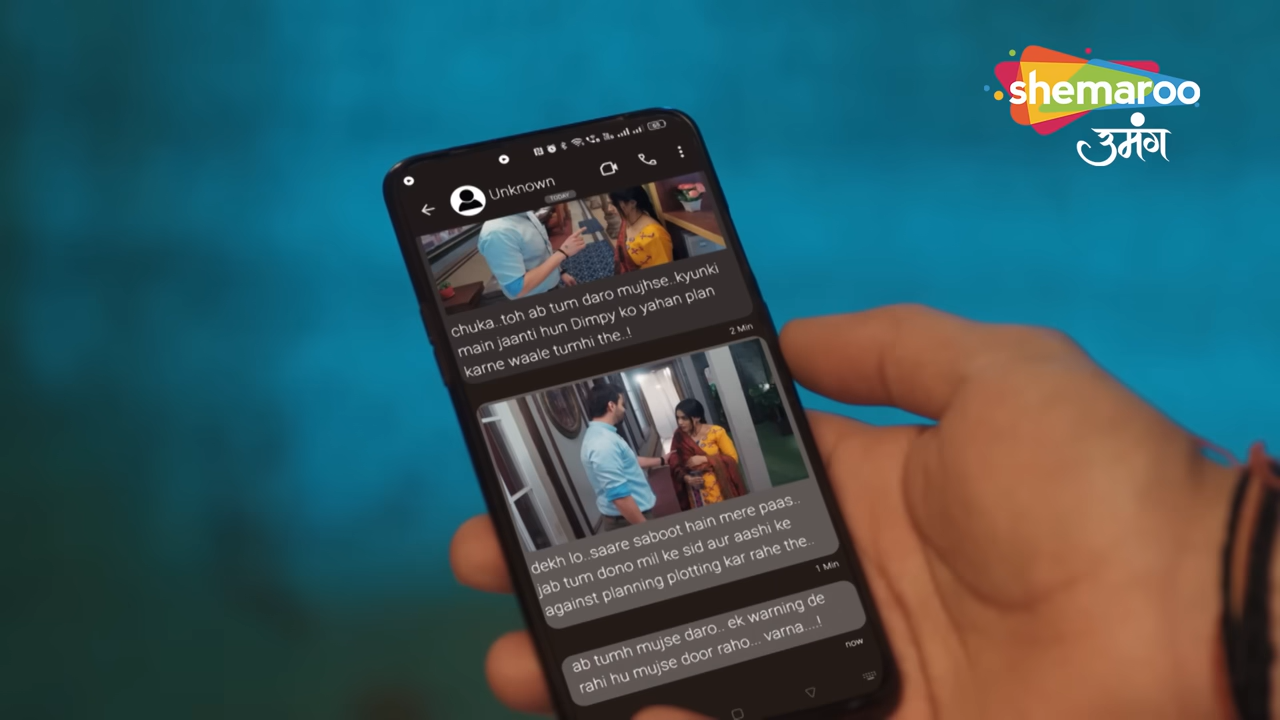 shemaroo
उमंग
Unknown
TODAY
chuka..toh ab tum daro mujhse..kyunki
main jaanti hun Dimpy ko yahan plan
karne waale tumhi the..!
2 Min
dekh lo..saare saboot hain mere paas..
jab tum dono mil ke sid aur aashi ke
against planning plotting kar rahe the..
1 Min
ab tumh mujse daro.. ek warning de
rahi hu mujse door raho... varna....!
now